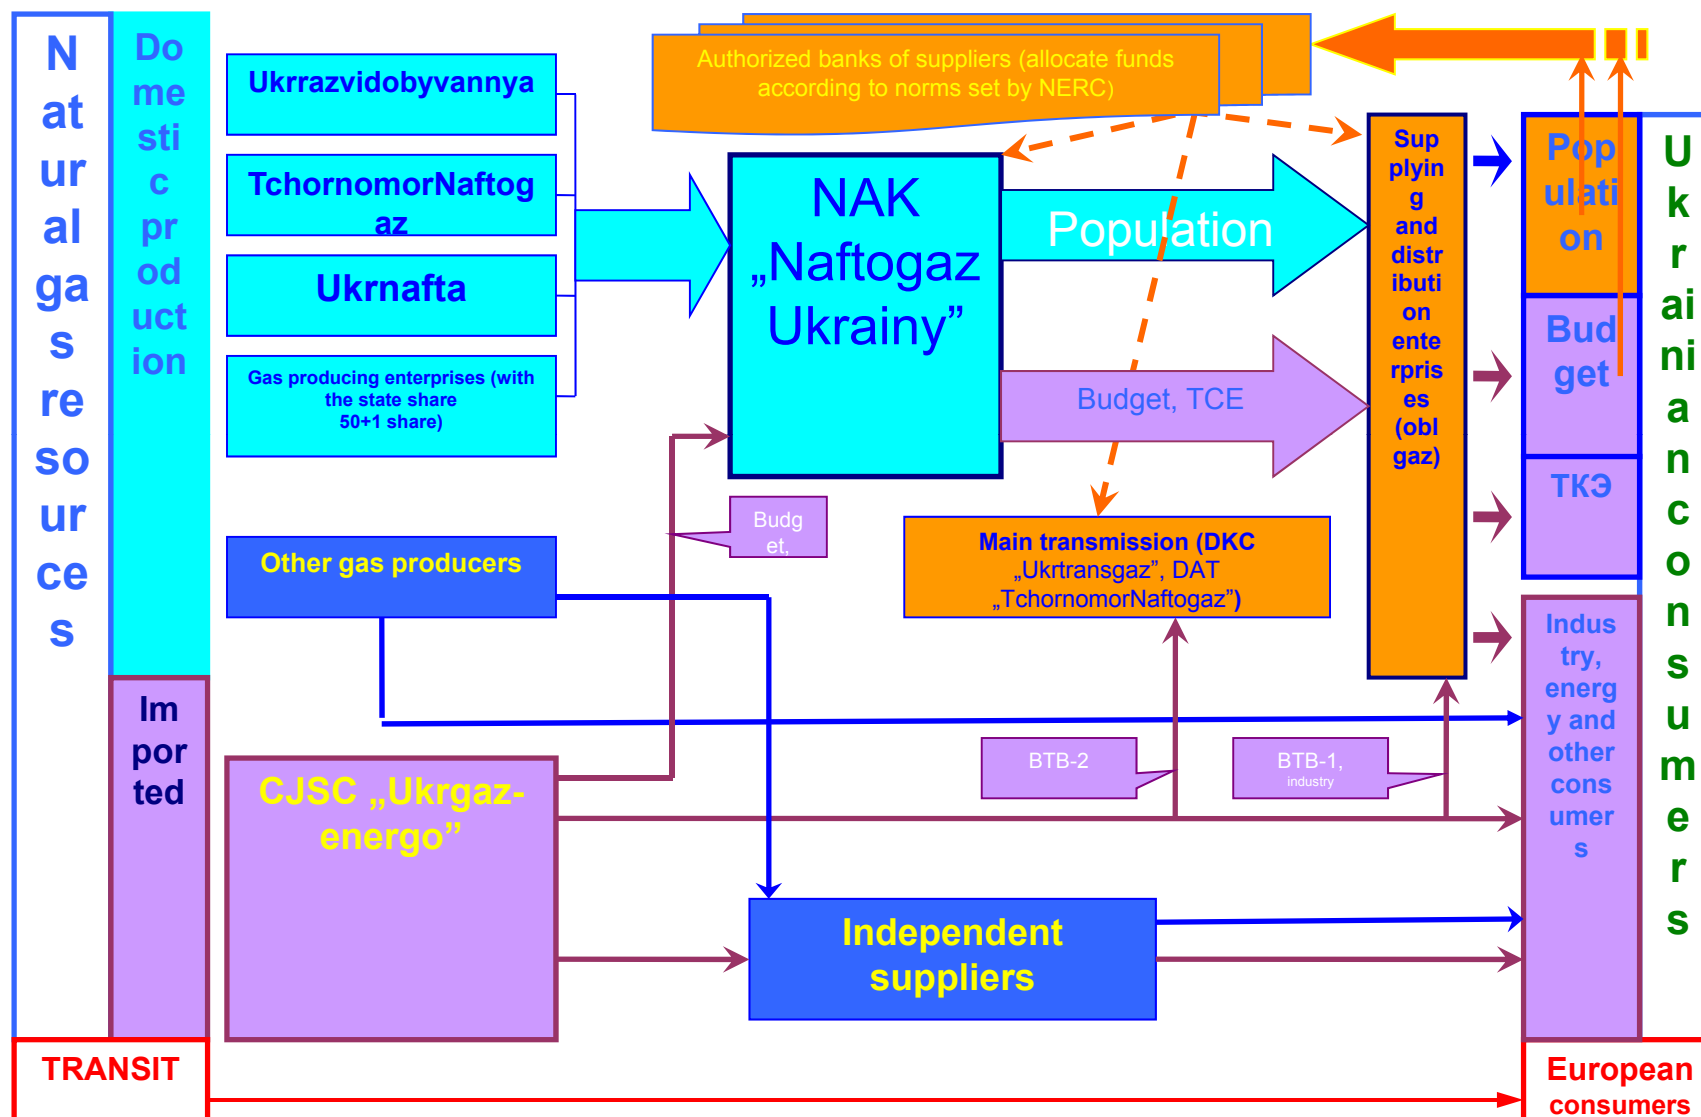 N
at
ur
al
ga
s
re
so
ur
ce
s
Do
me
sti
c
pr
od
uct
ion
Im
por
ted
Ukrrazvidobyvannya
TchornomorNaftog
az
Ukrnafta
Gas producing enterprises (with
the state share
50+1 share)
Other gas producers
CJSC „Ukrgaz-
energo”
Authorized banks of suppliers (allocate funds
according to norms set by NERC)
NAK
„Naftogaz
Ukrainy”
Population
Budget, TCE
Budg
et,
Main transmission (DKC
„Ukrtransgaz”, DAT
„TchornomorNaftogaz”)
BTB-2
BTB-1,
industry
Independent
suppliers
Sup
plyin
g
and
distr
ibuti
on
ente
rpris
es
(obl
gaz)
Pop
ulati
on
Bud
get
ТКЭ
Indus
try,
energ
y and
other
cons
umer
s
U
k
r
ai
ni
a
n
c
o
n
s
u
m
e
r
s
TRANSIT
European
consumers